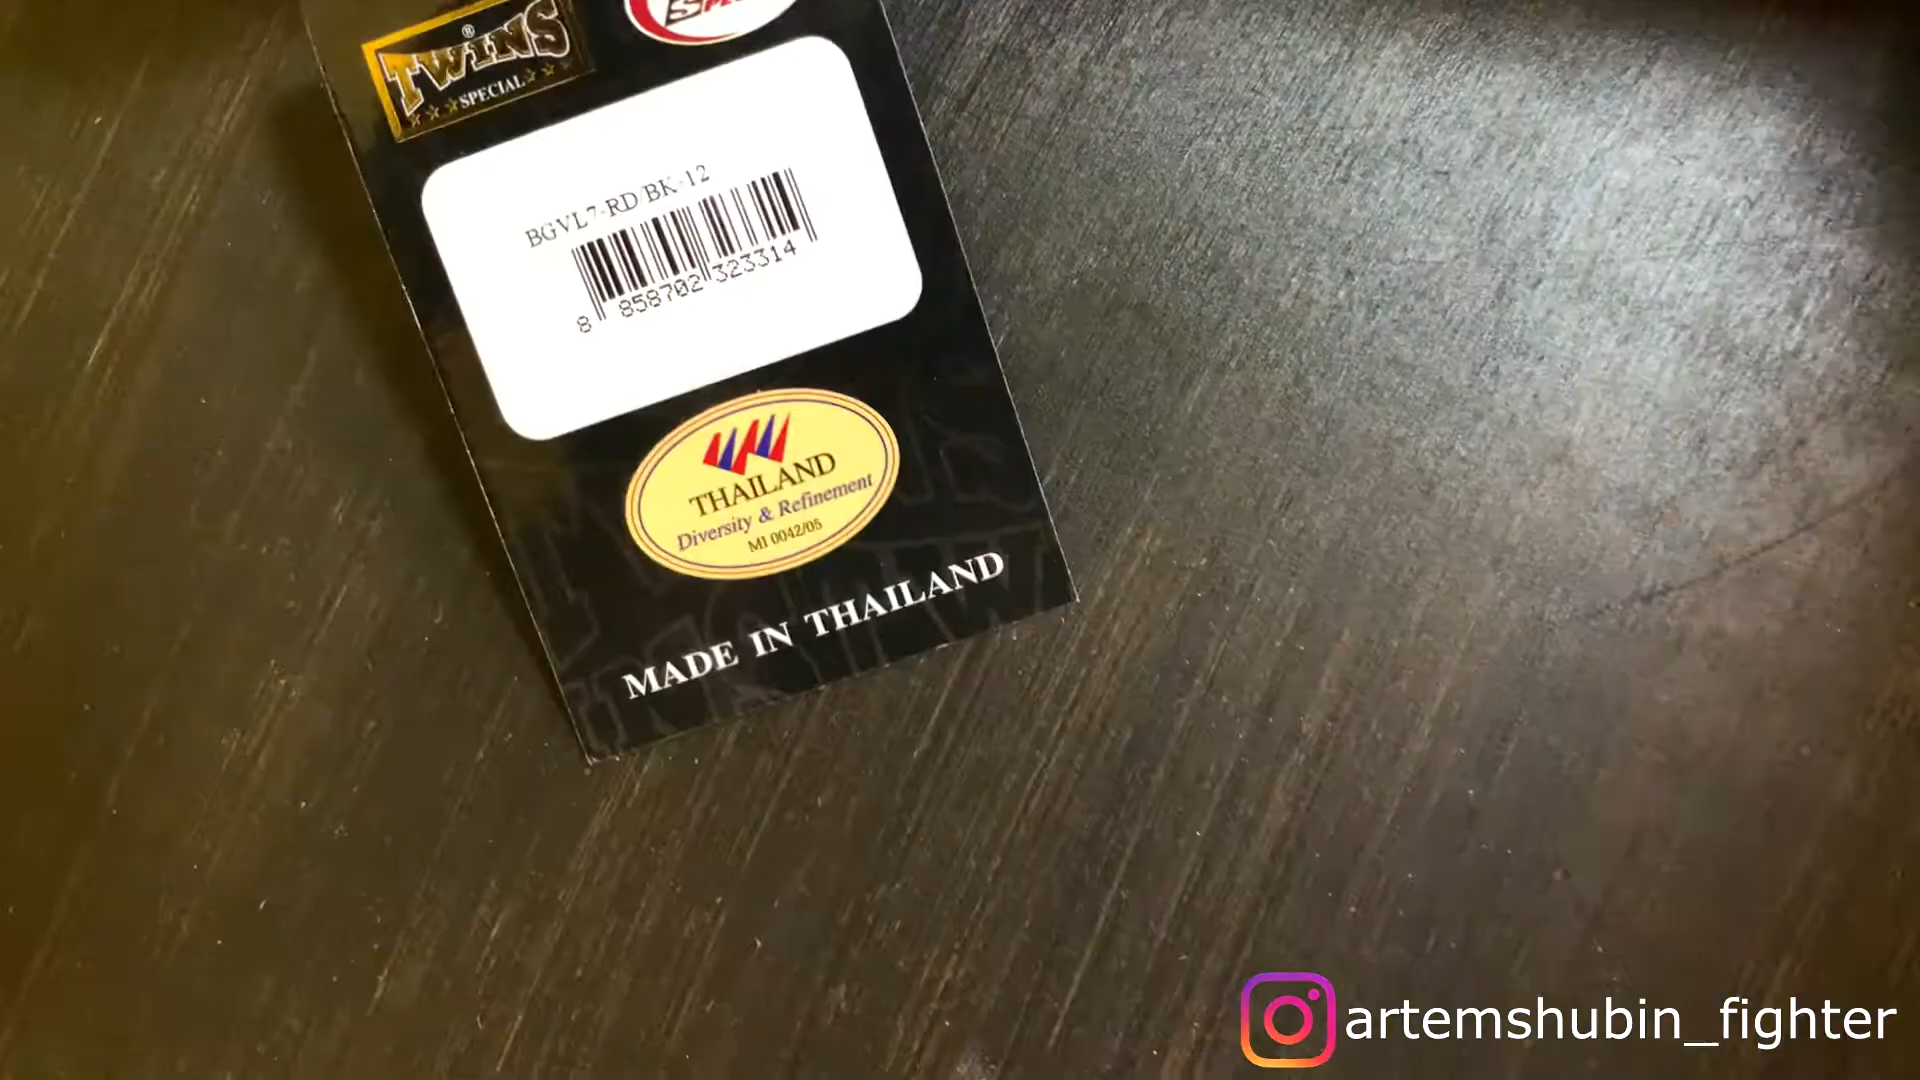 TWINS®
SPECIAL
BGVL7-RD/BK-12
8 858702 323314
THAILAND
Diversity & Refinement
MI 0042/05
MADE IN THAILAND
artemshubin_fighter